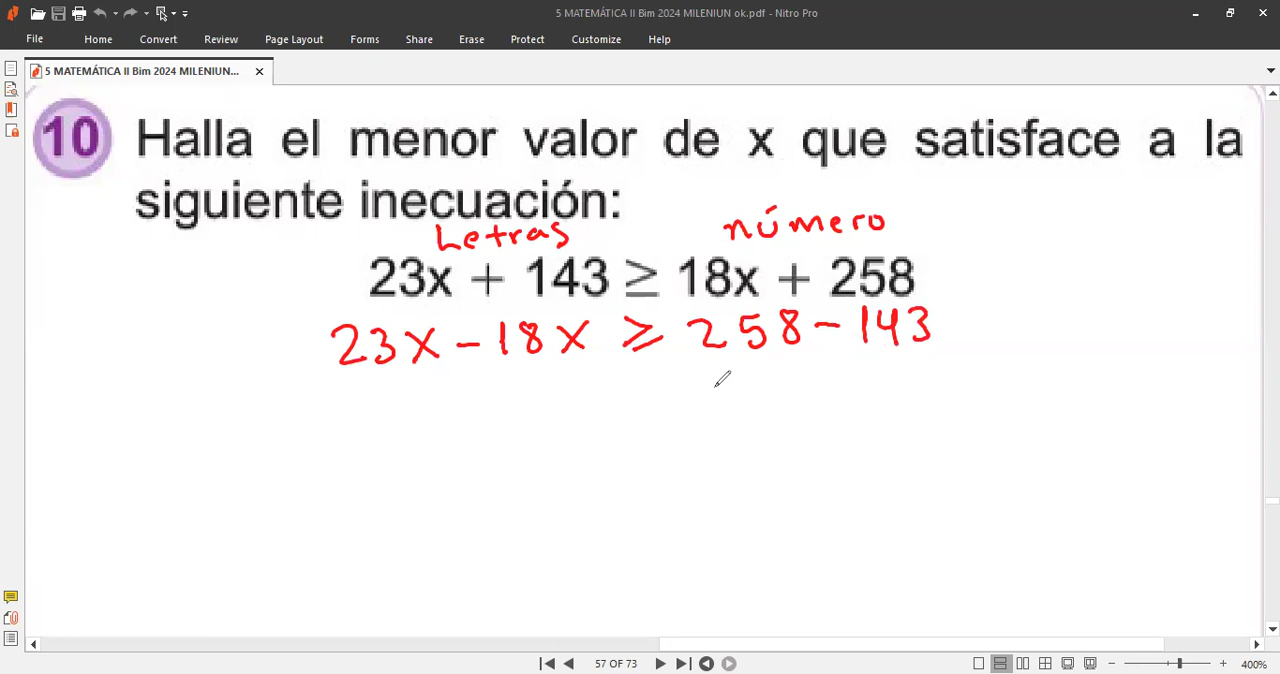 5 MATEMÁTICA II Bim 2024 MILENIUN ok.pdf - Nitro Pro
File Home Convert Review Page Layout Forms Share Erase Protect Customize Help
5 MATEMÁTICA II Bim 2024 MILENIUN...
10 Halla el menor valor de x que satisface a la
siguiente inecuación:
Letras número
23x + 143 ≥ 18x + 258
23x - 18x ≥ 258 - 143
57 OF 73 400%